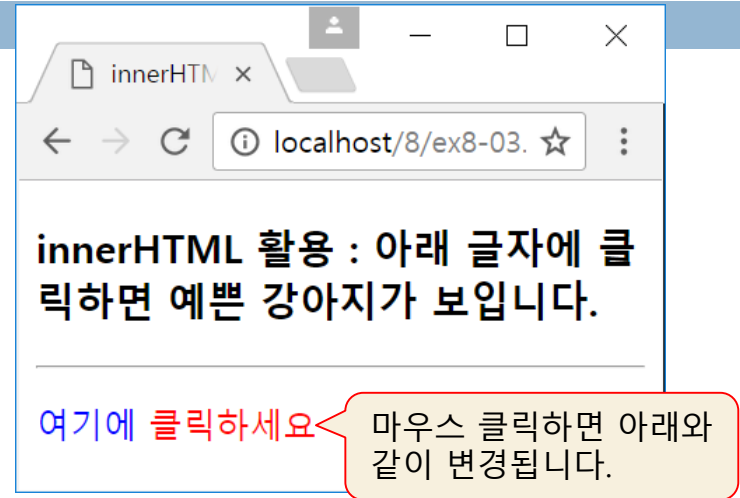 innerHTM
localhost/8/ex8-03.
innerHTML 활용 : 아래 글자에 클
릭하면 예쁜 강아지가 보입니다.
여기에 클릭하세요
마우스 클릭하면 아래와
같이 변경됩니다.